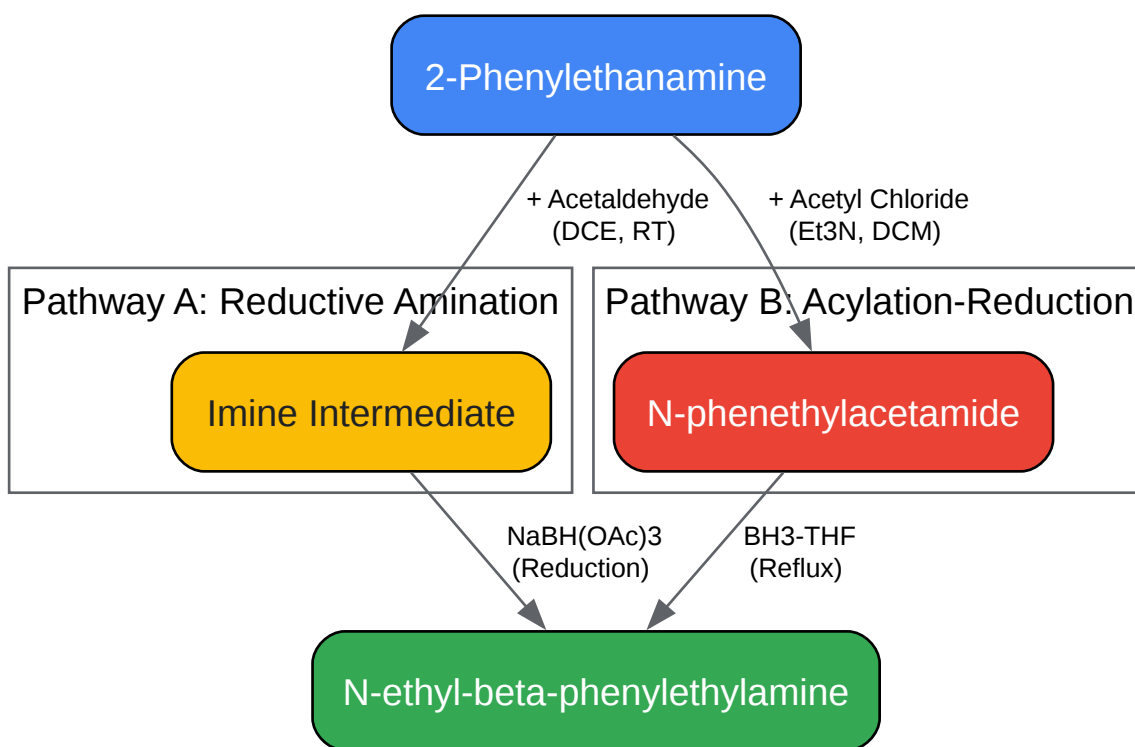 2-Phenylethanamine
+ Acetaldehyde
(DCE, RT)
+ Acetyl Chloride
(Et3N, DCM)
Pathway A: Reductive Amination
Pathway B: Acylation-Reduction
Imine Intermediate
N-phenethylacetamide
NaBH(OAc)3
(Reduction)
BH3-THF
(Reflux)
N-ethyl-beta-phenylethylamine